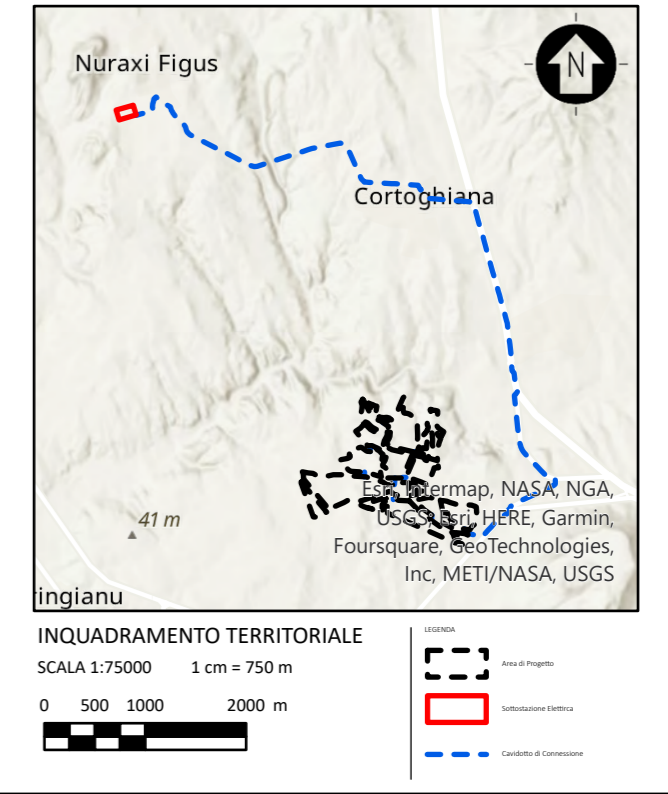 Nuraxi Figus
N
Cortoghiana
Esri, Intermap, NASA, NGA,
USGS, Esri, HERE, Garmin,
Foursquare, GeoTechnologies,
Inc, METI/NASA, USGS
41 m
ringianu
INQUADRAMENTO TERRITORIALE
SCALA 1:75000 1 cm = 750 m
0 500 1000 2000 m
LEGENDA
Area di Progetto
Sottostazione Elettirca
Cavidotto di Connessione